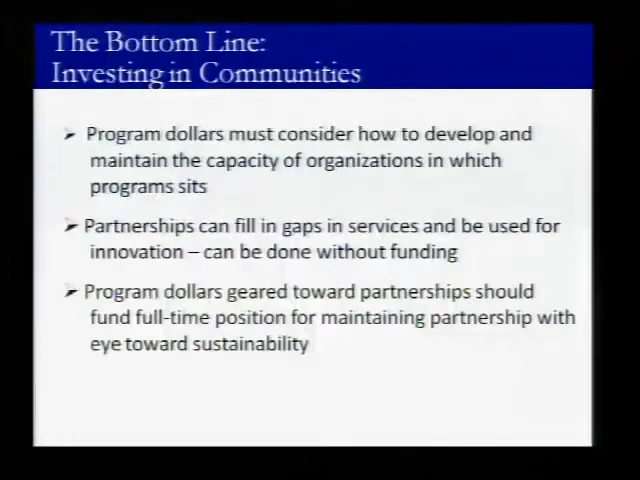 The Bottom Line:
Investing in Communities
➢ Program dollars must consider how to develop and
maintain the capacity of organizations in which
programs sits
➢ Partnerships can fill in gaps in services and be used for
innovation – can be done without funding
➢ Program dollars geared toward partnerships should
fund full-time position for maintaining partnership with
eye toward sustainability